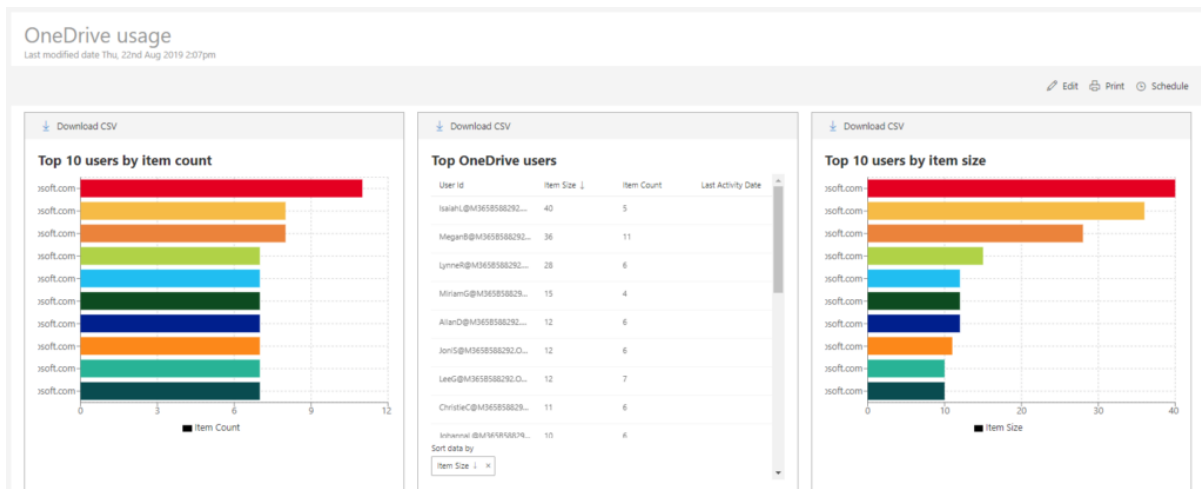 OneDrive usage
Last modified date Thu, 22nd Aug 2019 2:07pm
Edit Print Schedule
Download CSV
Top 10 users by item count
osoft.com
osoft.com
osoft.com
osoft.com
osoft.com
osoft.com
osoft.com
osoft.com
osoft.com
osoft.com
0 3 6 9 12
Item Count
Download CSV
Top OneDrive users
User Id Item Size ↓ Item Count Last Activity Date
IsaiahL@M365B588292.... 40 5
MeganB@M365B588292... 36 11
LynneR@M365B588292.... 28 6
MiriamG@M365B58829... 15 4
AllanD@M365B588292.... 12 6
JoniS@M365B588292.O... 12 6
LeeG@M365B588292.O... 12 7
ChristieC@M365B58829... 11 6
JohannaL@M365B58829... 10 6
Sort data by
Item Size ↓ ×
Download CSV
Top 10 users by item size
osoft.com
osoft.com
osoft.com
osoft.com
osoft.com
osoft.com
osoft.com
osoft.com
osoft.com
osoft.com
0 10 20 30 40
Item Size